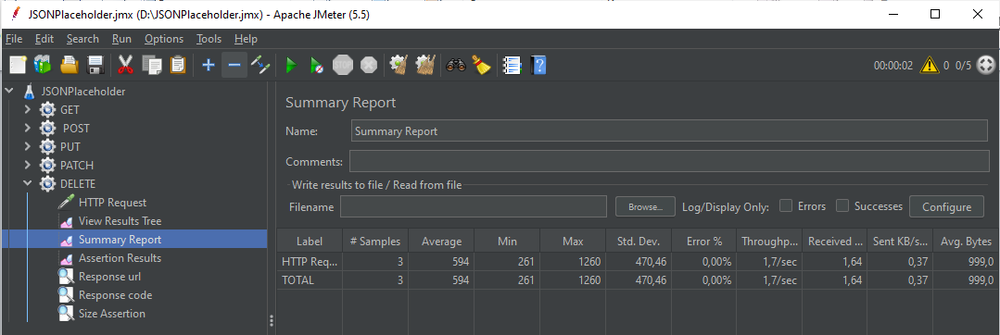 JSONPlaceholder.jmx (D:\JSONPlaceholder.jmx) - Apache JMeter (5.5)
File Edit Search Run Options Tools Help
STOP
00:00:02 0 0/5
JSONPlaceholder
GET
POST
PUT
PATCH
DELETE
HTTP Request
View Results Tree
Summary Report
Assertion Results
Response url
Response code
Size Assertion
Summary Report
Name: Summary Report
Comments:
Write results to file / Read from file
Filename Browse... Log/Display Only: Errors Successes Configure
Label # Samples Average Min Max Std. Dev. Error % Throughp... Received ... Sent KB/s... Avg. Bytes
HTTP Req... 3 594 261 1260 470,46 0,00% 1,7/sec 1,64 0,37 999,0
TOTAL 3 594 261 1260 470,46 0,00% 1,7/sec 1,64 0,37 999,0